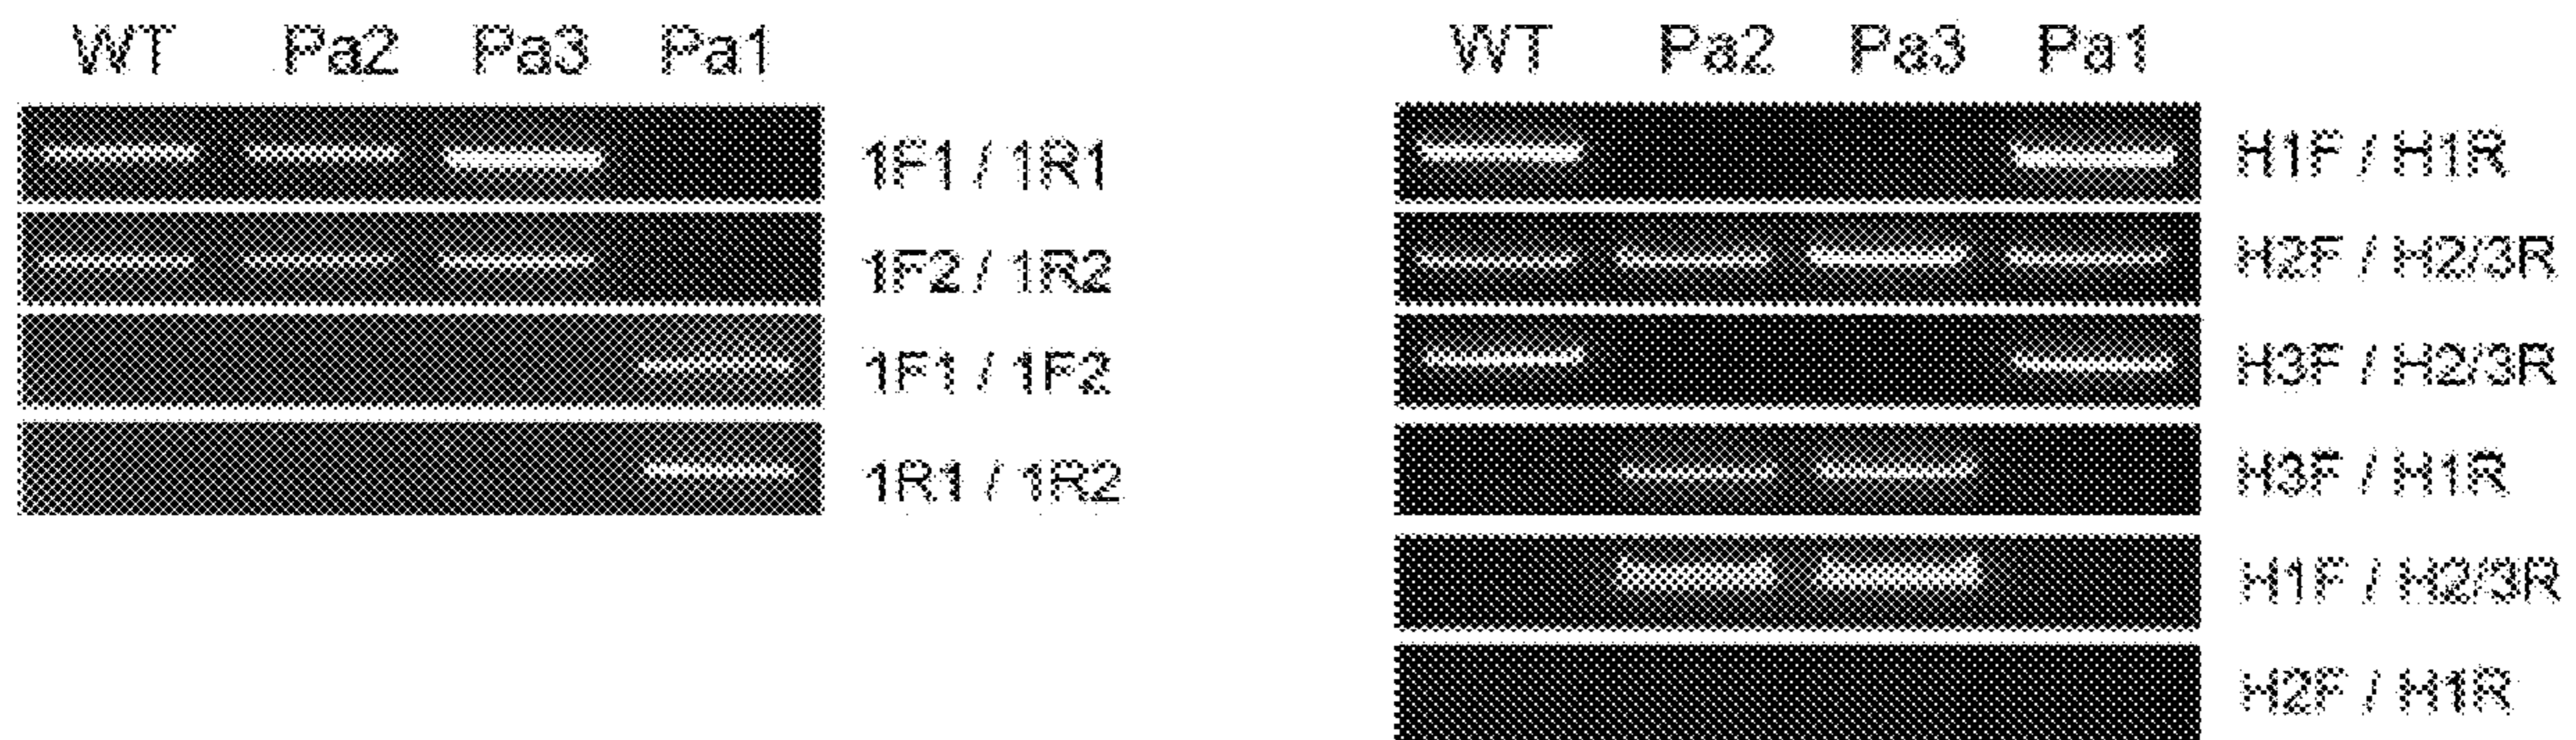 WT Pa2 Pa3 Pa1
1F1 / 1R1
1F2 / 1R2
1F1 / 1F2
1R1 / 1R2
WT Pa2 Pa3 Pa1
H1F / H1R
H2F / H2/3R
H3F / H2/3R
H3F / H1R
H1F / H2/3R
H2F / H1R